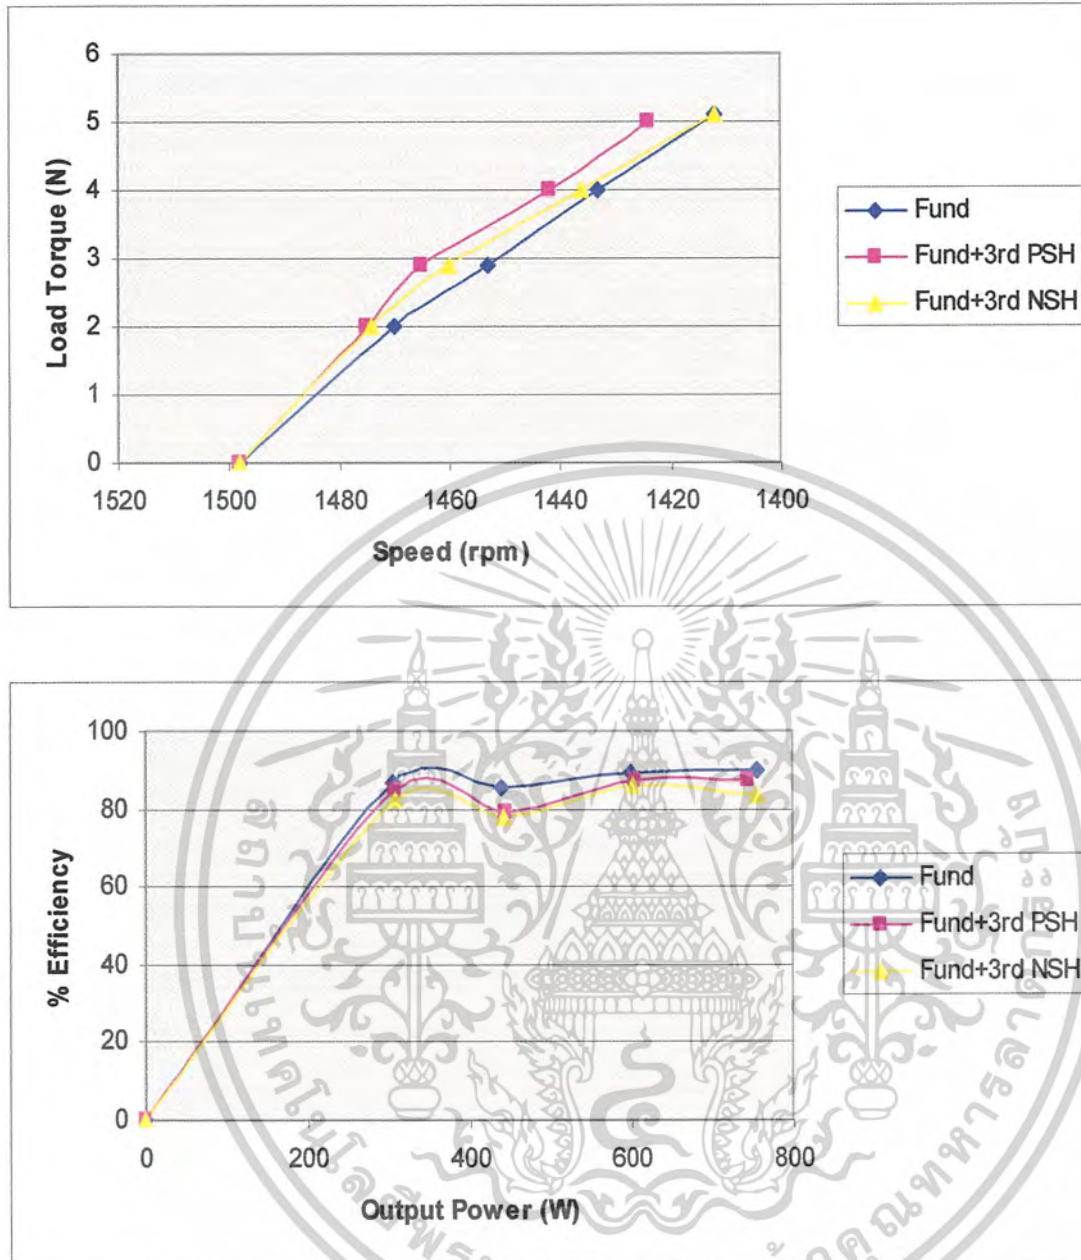 6
5
4
3
2
1
0
Load Torque (N)
1520 1500 1480 1460 1440 1420 1400
Speed (rpm)
Fund
Fund+3rd PSH
Fund+3rd NSH
100
80
60
40
20
0
% Efficiency
0 200 400 600 800
Output Power (W)
Fund
Fund+3rd PSH
Fund+3rd NSH